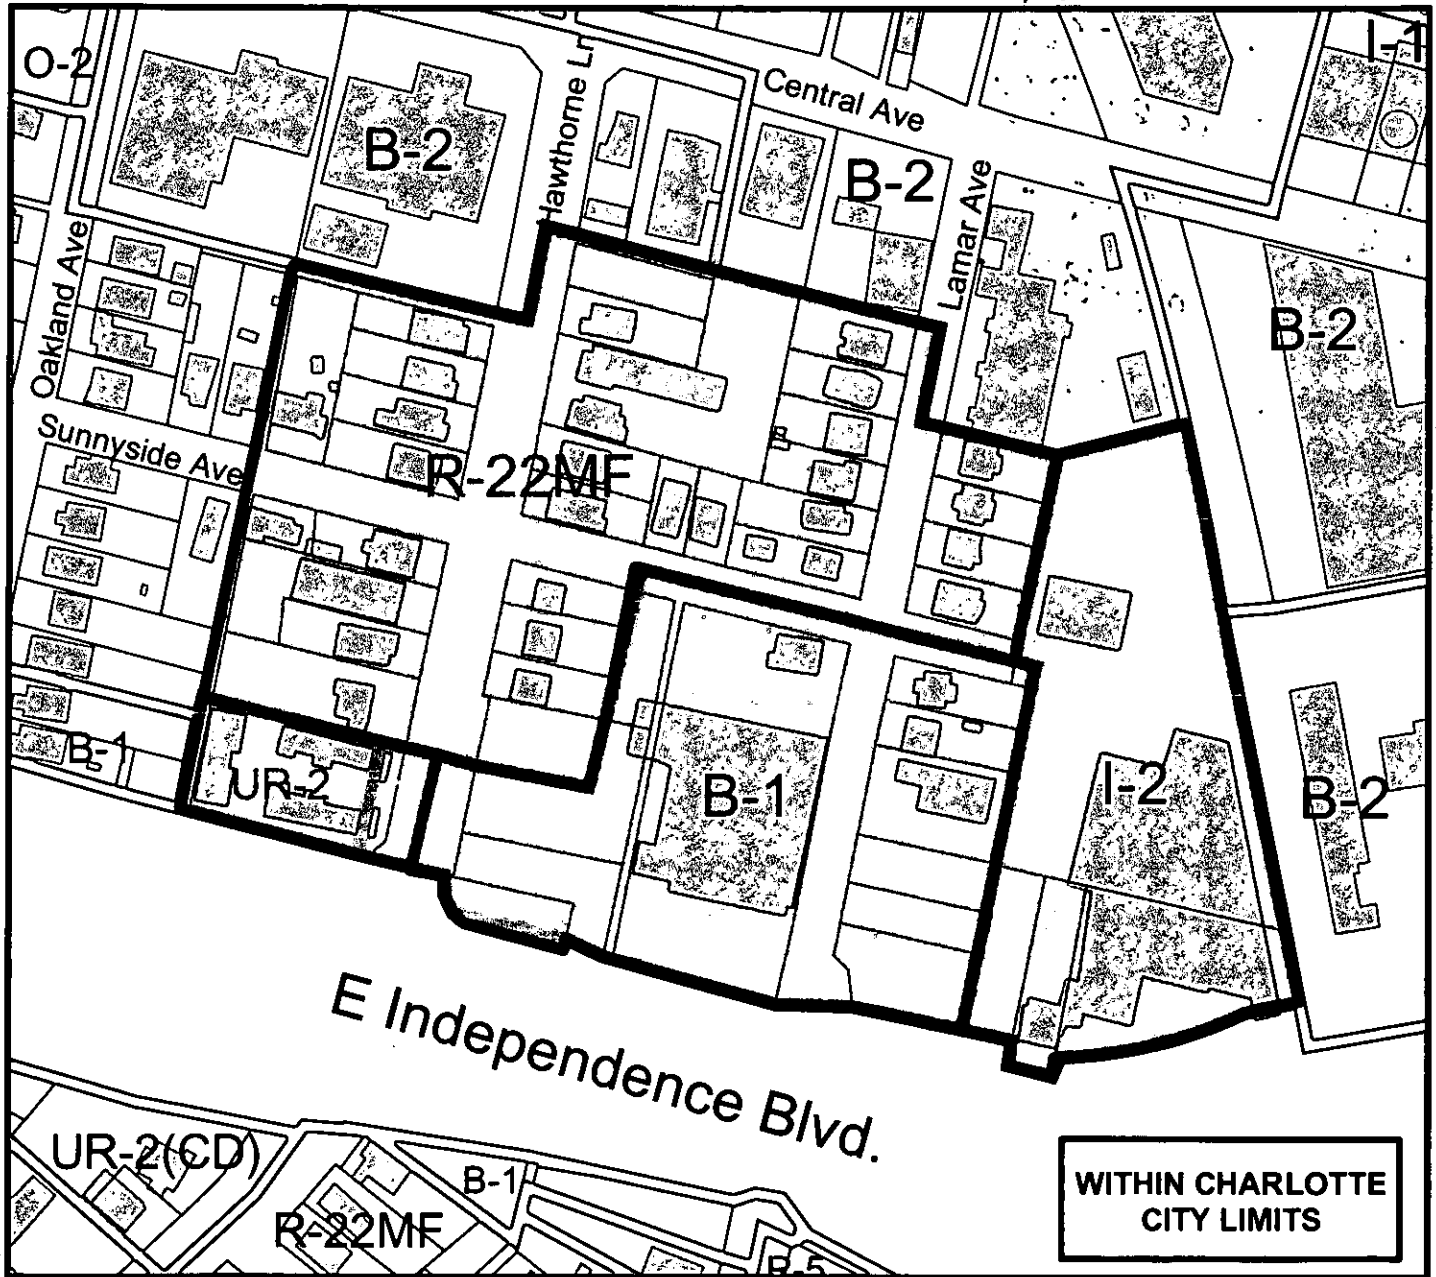 O-2
I-1
Hawthorne Ln
Central Ave
B-2
B-2
Lamar Ave
Oakland Ave
B-2
Sunnyside Ave
R-22MF
B-1
UR-2
B-1
I-2
B-2
E Independence Blvd.
UR-2(CD)
B-1
R-22MF
R-5
WITHIN CHARLOTTE
CITY LIMITS